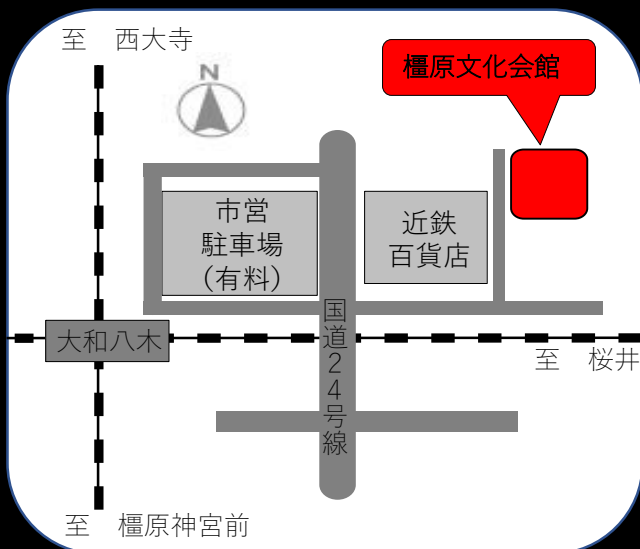 至　西大寺
N
橿原文化会館
市営
駐車場
(有料)
近鉄
百貨店
国道24号線
大和八木
至　桜井
至　橿原神宮前